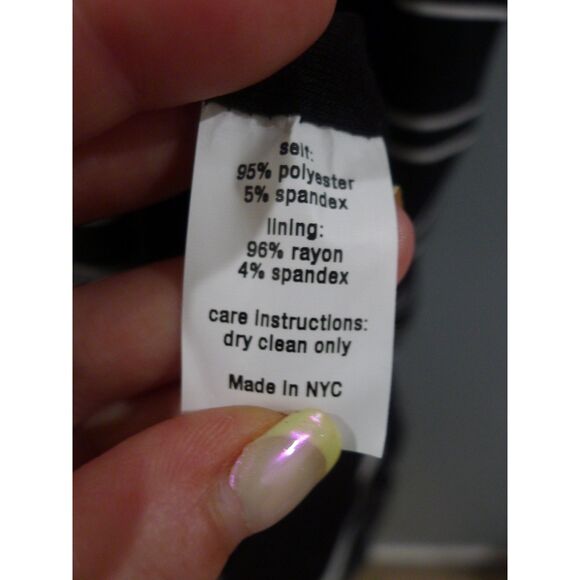 self:
95% polyester
5% spandex
lining:
96% rayon
4% spandex
care instructions:
dry clean only
Made in NYC